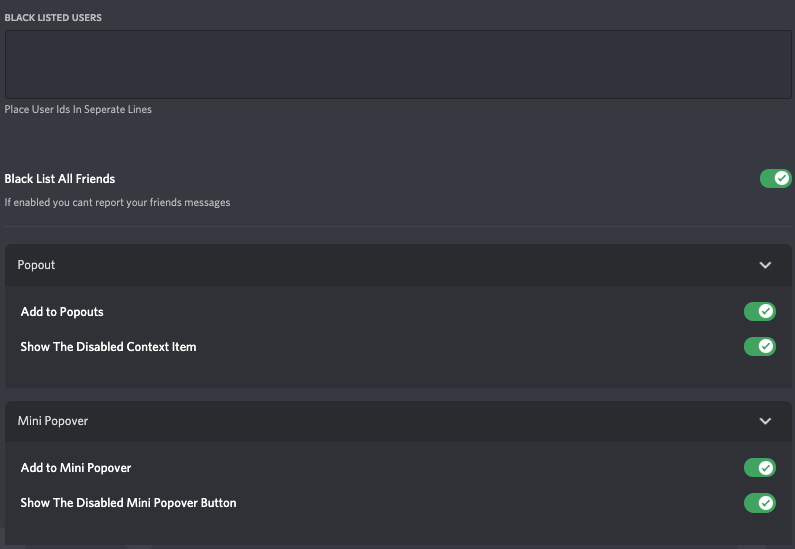 BLACK LISTED USERS
Place User Ids In Seperate Lines
Black List All Friends
If enabled you cant report your friends messages
Popout
Add to Popouts
Show The Disabled Context Item
Mini Popover
Add to Mini Popover
Show The Disabled Mini Popover Button